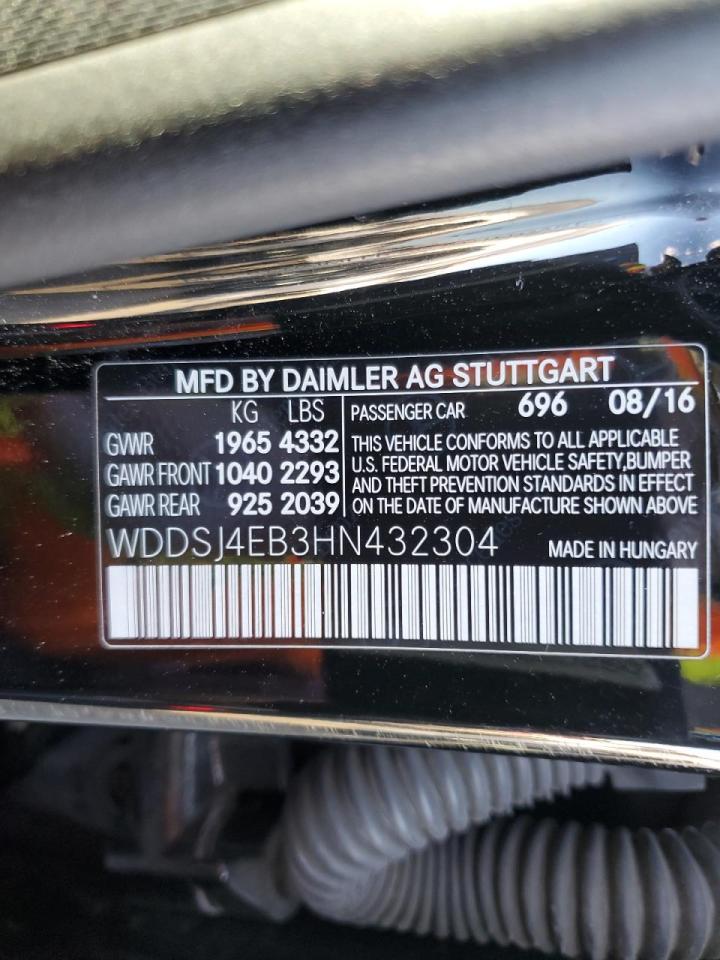 MFD BY DAIMLER AG STUTTGART
KG LBS
GVWR 1965 4332
GAWR FRONT 1040 2293
GAWR REAR 925 2039
PASSENGER CAR 696 08/16
THIS VEHICLE CONFORMS TO ALL APPLICABLE
U.S. FEDERAL MOTOR VEHICLE SAFETY,BUMPER
AND THEFT PREVENTION STANDARDS IN EFFECT
ON THE DATE OF MANUFACTURE SHOWN ABOVE
WDDSJ4EB3HN432304 MADE IN HUNGARY